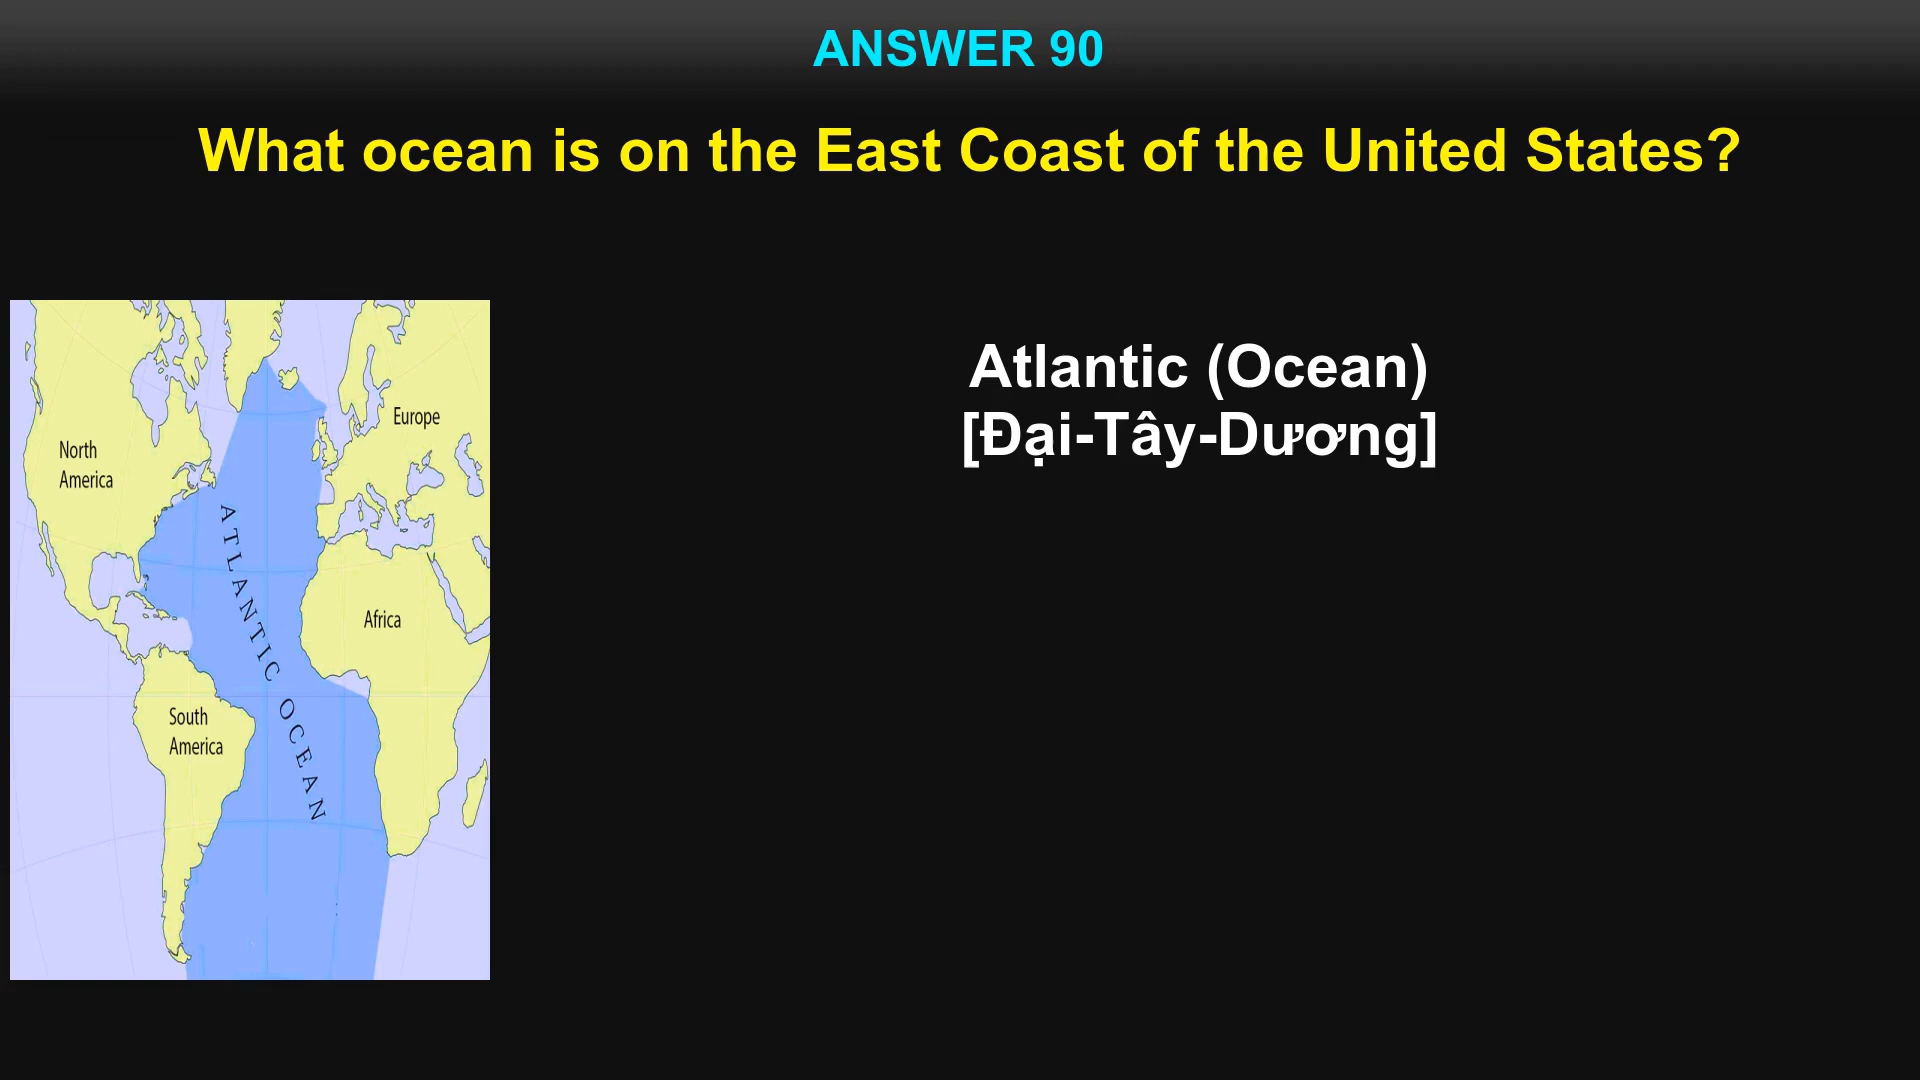 ANSWER 90
What ocean is on the East Coast of the United States?
Atlantic (Ocean)
[Đại-Tây-Dương]
Europe
North
America
ATLANTIC OCEAN
Africa
South
America